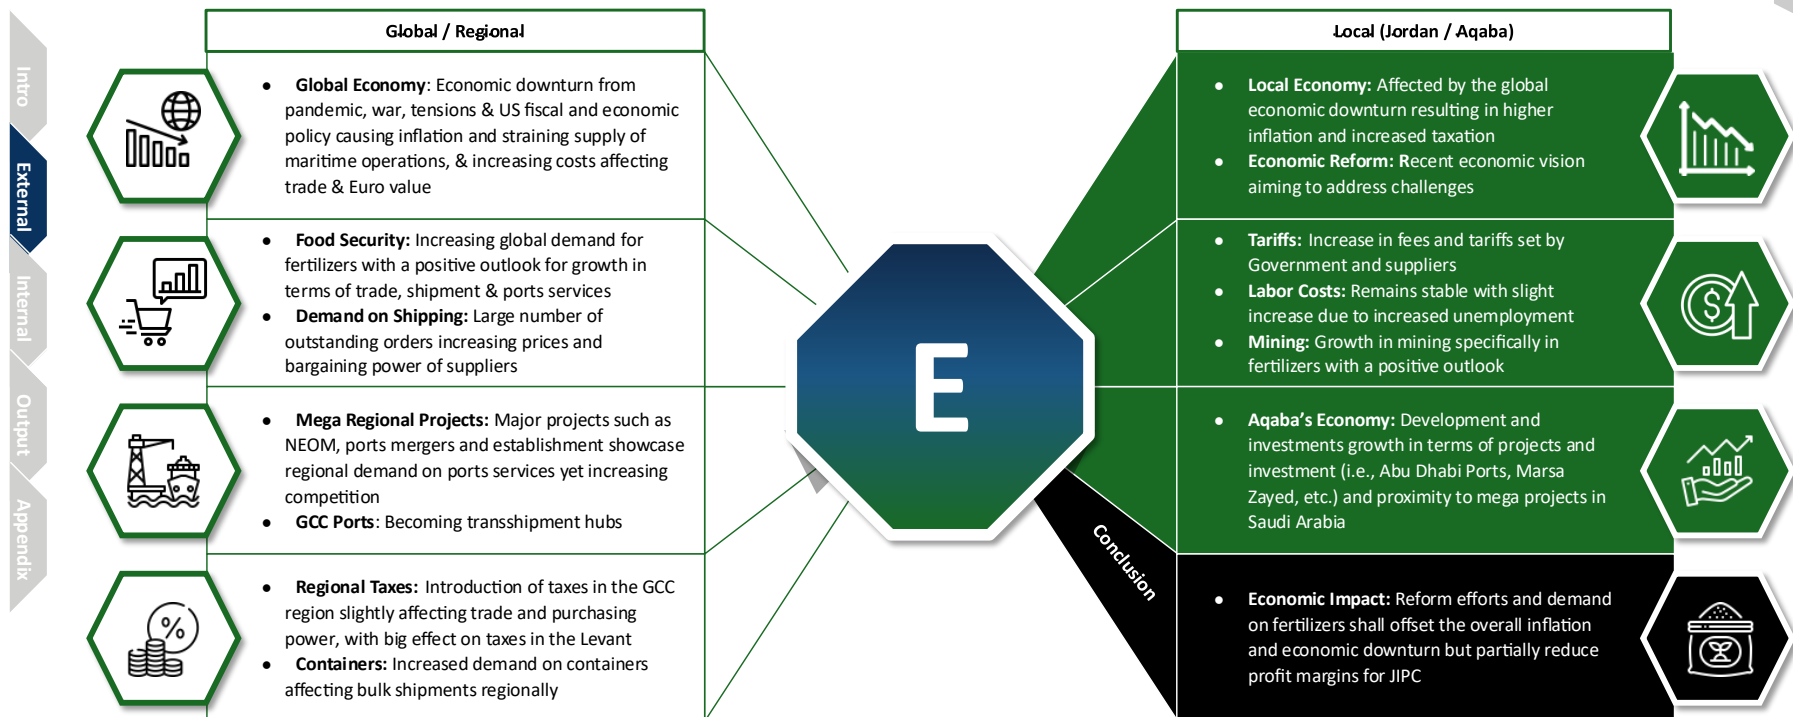 Intro
External
Internal
Output
Appendix
Global / Regional
● Global Economy: Economic downturn from
pandemic, war, tensions & US fiscal and economic
policy causing inflation and straining supply of
maritime operations, & increasing costs affecting
trade & Euro value
● Food Security: Increasing global demand for
fertilizers with a positive outlook for growth in
terms of trade, shipment & ports services
● Demand on Shipping: Large number of
outstanding orders increasing prices and
bargaining power of suppliers
● Mega Regional Projects: Major projects such as
NEOM, ports mergers and establishment showcase
regional demand on ports services yet increasing
competition
● GCC Ports: Becoming transshipment hubs
● Regional Taxes: Introduction of taxes in the GCC
region slightly affecting trade and purchasing
power, with big effect on taxes in the Levant
● Containers: Increased demand on containers
affecting bulk shipments regionally
%
E
Local (Jordan / Aqaba)
● Local Economy: Affected by the global
economic downturn resulting in higher
inflation and increased taxation
● Economic Reform: Recent economic vision
aiming to address challenges
● Tariffs: Increase in fees and tariffs set by
Government and suppliers
● Labor Costs: Remains stable with slight
increase due to increased unemployment
● Mining: Growth in mining specifically in
fertilizers with a positive outlook
$
● Aqaba's Economy: Development and
investments growth in terms of projects and
investment (i.e., Abu Dhabi Ports, Marsa
Zayed, etc.) and proximity to mega projects in
Saudi Arabia
Conclusion
● Economic Impact: Reform efforts and demand
on fertilizers shall offset the overall inflation
and economic downturn but partially reduce
profit margins for JIPC